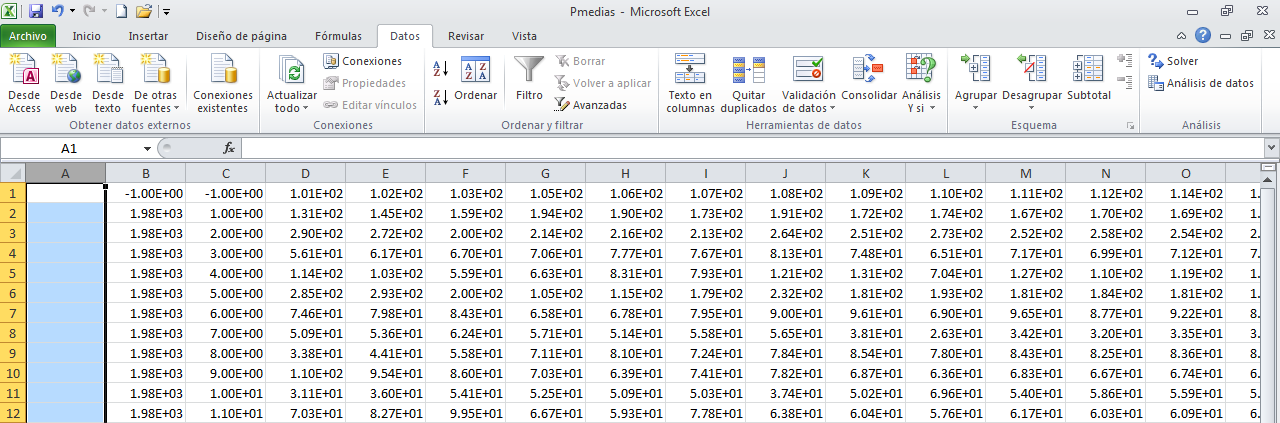 Pmedias - Microsoft Excel
Archivo Inicio Insertar Diseño de página Fórmulas Datos Revisar Vista
Desde Access Desde web Desde texto De otras fuentes Conexiones existentes
Obtener datos externos
Actualizar todo Conexiones Propiedades Editar vínculos
Conexiones
Ordenar Filtro Borrar Volver a aplicar Avanzadas
Ordenar y filtrar
Texto en columnas Quitar duplicados Validación de datos Consolidar Análisis Y si
Herramientas de datos
Agrupar Desagrupar Subtotal
Esquema
Solver
Análisis de datos
Análisis
A1 fx
A B C D E F G H I J K L M N O
1 -1.00E+00 -1.00E+00 1.01E+02 1.02E+02 1.03E+02 1.05E+02 1.06E+02 1.07E+02 1.08E+02 1.09E+02 1.10E+02 1.11E+02 1.12E+02 1.14E+02 1.
2 1.98E+03 1.00E+00 1.31E+02 1.45E+02 1.59E+02 1.94E+02 1.90E+02 1.73E+02 1.91E+02 1.72E+02 1.74E+02 1.67E+02 1.70E+02 1.69E+02 1.
3 1.98E+03 2.00E+00 2.90E+02 2.72E+02 2.00E+02 2.14E+02 2.16E+02 2.13E+02 2.64E+02 2.51E+02 2.73E+02 2.52E+02 2.58E+02 2.54E+02 2.
4 1.98E+03 3.00E+00 5.61E+01 6.17E+01 6.70E+01 7.06E+01 7.77E+01 7.67E+01 8.13E+01 7.48E+01 6.51E+01 7.17E+01 6.99E+01 7.12E+01 7.
5 1.98E+03 4.00E+00 1.14E+02 1.03E+02 5.59E+01 6.63E+01 8.31E+01 7.93E+01 1.21E+02 1.31E+02 7.04E+01 1.27E+02 1.10E+02 1.19E+02 1.
6 1.98E+03 5.00E+00 2.85E+02 2.93E+02 2.00E+02 1.05E+02 1.15E+02 1.79E+02 2.32E+02 1.81E+02 1.93E+02 1.81E+02 1.84E+02 1.81E+02 1.
7 1.98E+03 6.00E+00 7.46E+01 7.98E+01 8.43E+01 6.58E+01 6.78E+01 7.95E+01 9.00E+01 9.61E+01 6.90E+01 9.65E+01 8.77E+01 9.22E+01 8.
8 1.98E+03 7.00E+00 5.09E+01 5.36E+01 6.24E+01 5.71E+01 5.14E+01 5.58E+01 5.65E+01 3.81E+01 2.63E+01 3.42E+01 3.20E+01 3.35E+01 3.
9 1.98E+03 8.00E+00 3.38E+01 4.41E+01 5.58E+01 7.11E+01 8.10E+01 7.24E+01 7.84E+01 8.54E+01 7.80E+01 8.43E+01 8.25E+01 8.36E+01 8.
10 1.98E+03 9.00E+00 1.10E+02 9.54E+01 8.60E+01 7.03E+01 6.39E+01 7.41E+01 7.82E+01 6.87E+01 6.36E+01 6.83E+01 6.67E+01 6.74E+01 6.
11 1.98E+03 1.00E+01 3.11E+01 3.60E+01 5.41E+01 5.25E+01 5.09E+01 5.03E+01 3.74E+01 5.02E+01 6.96E+01 5.40E+01 5.86E+01 5.59E+01 5.
12 1.98E+03 1.10E+01 7.03E+01 8.27E+01 9.95E+01 6.67E+01 5.93E+01 7.78E+01 6.38E+01 6.04E+01 5.76E+01 6.17E+01 6.03E+01 6.09E+01 6.